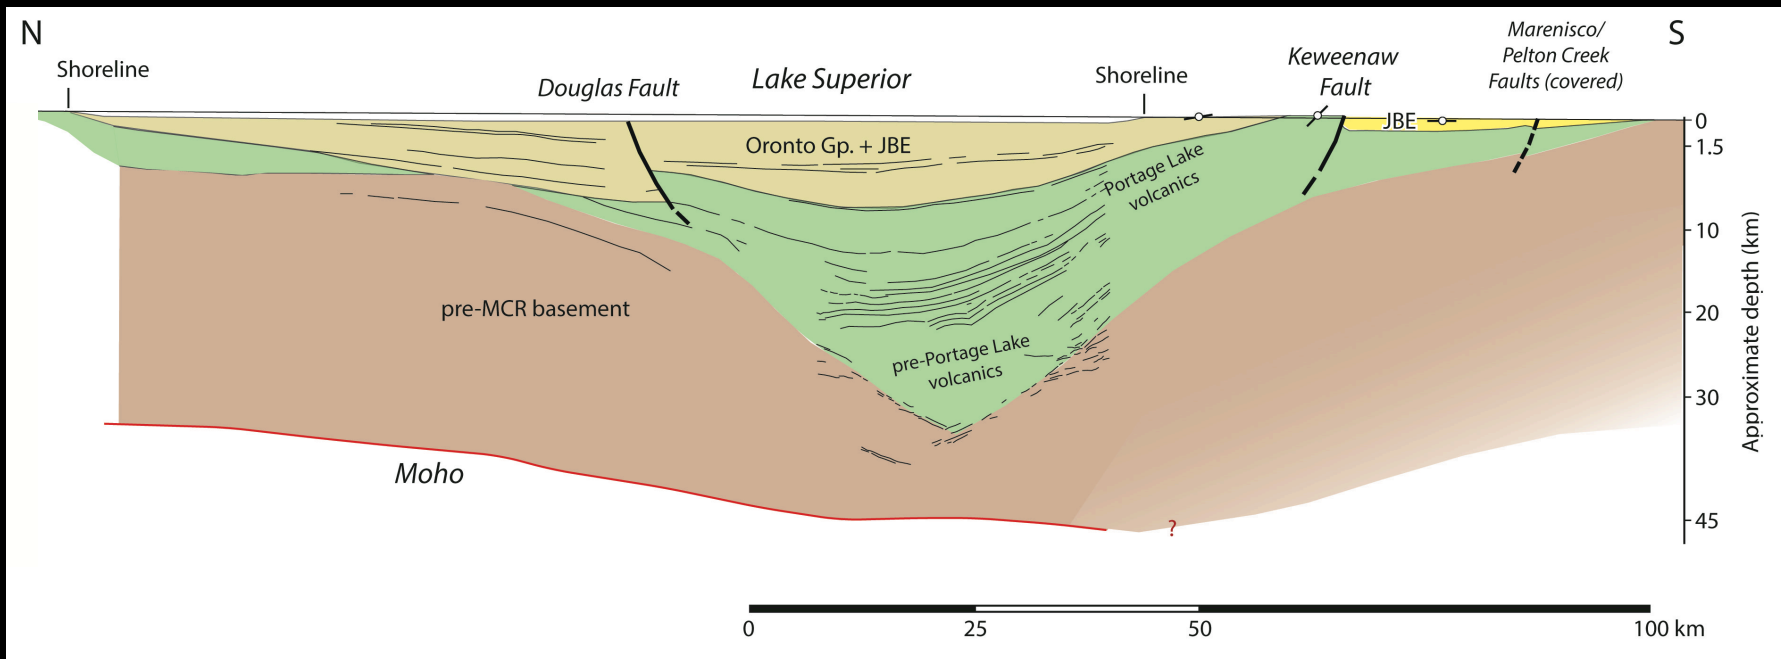 N
S
Shoreline
Douglas Fault
Lake Superior
Shoreline
Keweenaw
Fault
Marenisco/
Pelton Creek
Faults (covered)
JBE
Oronto Gp. + JBE
Portage Lake
volcanics
pre-MCR basement
pre-Portage Lake
volcanics
Moho
?
0
1.5
10
20
30
45
Approximate depth (km)
0
25
50
100 km